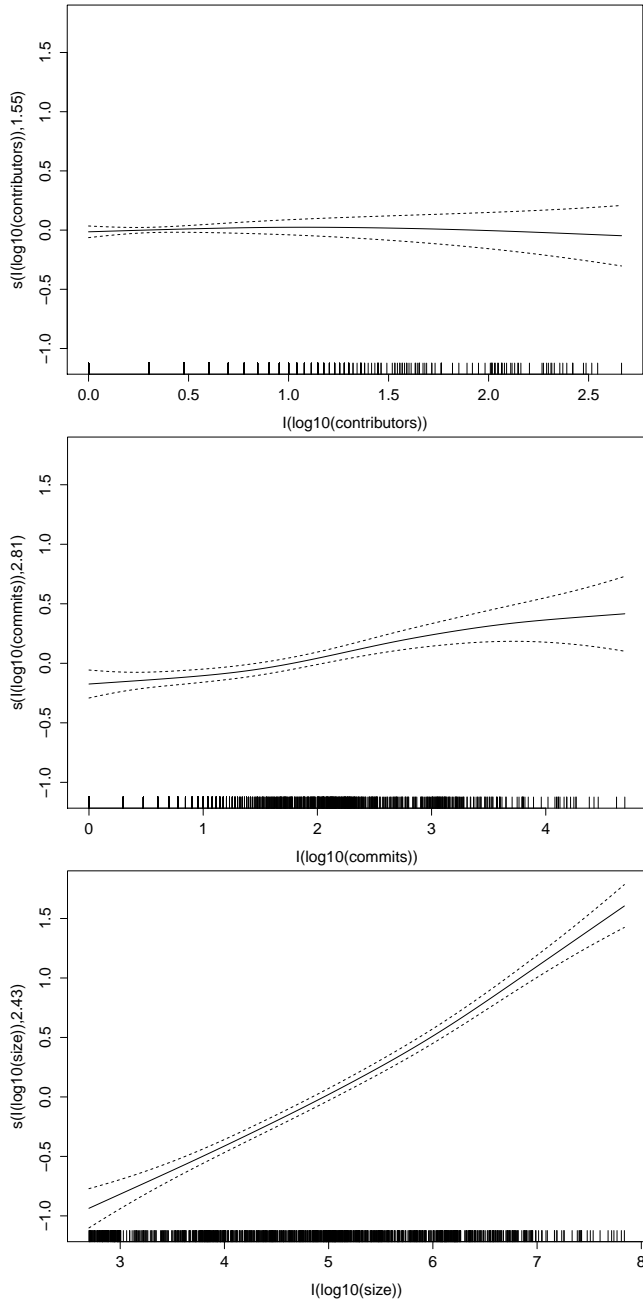 s(I(log10(contributors)),1.55)
1.5
1.0
0.5
0.0
−0.5
−1.0
0.0 0.5 1.0 1.5 2.0 2.5
I(log10(contributors))
s(I(log10(commits)),2.81)
1.5
1.0
0.5
0.0
−0.5
−1.0
0 1 2 3 4
I(log10(commits))
s(I(log10(size)),2.43)
1.5
1.0
0.5
0.0
−0.5
−1.0
3 4 5 6 7 8
I(log10(size))